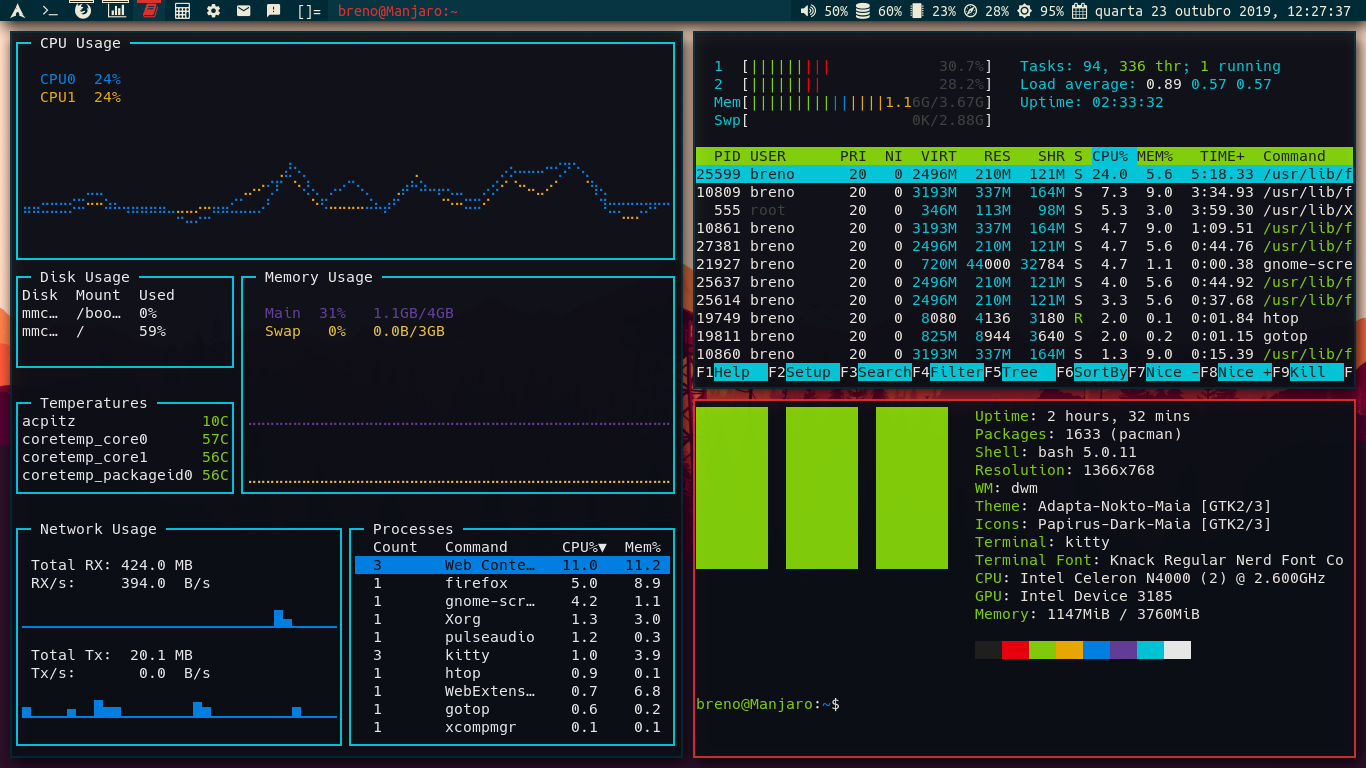 []= breno@Manjaro:~ 50% 60% 23% 28% 95% quarta 23 outubro 2019, 12:27:37
CPU Usage
CPU0 24%
CPU1 24%
Disk Usage
Disk Mount Used
mmc… /boo… 0%
mmc… / 59%
Memory Usage
Main 31% 1.1GB/4GB
Swap 0% 0.0B/3GB
Temperatures
acpitz 10C
coretemp_core0 57C
coretemp_core1 56C
coretemp_packageid0 56C
Network Usage
Total RX: 424.0 MB
RX/s: 394.0 B/s
Total Tx: 20.1 MB
Tx/s: 0.0 B/s
Processes
Count Command CPU%▼ Mem%
3 Web Conte… 11.0 11.2
1 firefox 5.0 8.9
1 gnome-scr… 4.2 1.1
1 Xorg 1.3 3.0
1 pulseaudio 1.2 0.3
3 kitty 1.0 3.9
1 htop 0.9 0.1
1 WebExtens… 0.7 6.8
1 gotop 0.6 0.2
1 xcompmgr 0.1 0.1
1 [||||||||| 30.7%] Tasks: 94, 336 thr; 1 running
2 [|||||||| 28.2%] Load average: 0.89 0.57 0.57
Mem[|||||||||||||||1.16G/3.67G] Uptime: 02:33:32
Swp[ 0K/2.88G]
PID USER PRI NI VIRT RES SHR S CPU% MEM% TIME+ Command
25599 breno 20 0 2496M 210M 121M S 24.0 5.6 5:18.33 /usr/lib/f
10809 breno 20 0 3193M 337M 164M S 7.3 9.0 3:34.93 /usr/lib/f
555 root 20 0 346M 113M 98M S 5.3 3.0 3:59.30 /usr/lib/X
10861 breno 20 0 3193M 337M 164M S 4.7 9.0 1:09.51 /usr/lib/f
27381 breno 20 0 2496M 210M 121M S 4.7 5.6 0:44.76 /usr/lib/f
21927 breno 20 0 720M 44000 32784 S 4.7 1.1 0:00.38 gnome-scre
25637 breno 20 0 2496M 210M 121M S 4.0 5.6 0:44.92 /usr/lib/f
25614 breno 20 0 2496M 210M 121M S 3.3 5.6 0:37.68 /usr/lib/f
19749 breno 20 0 8080 4136 3180 R 2.0 0.1 0:01.84 htop
19811 breno 20 0 825M 8944 3640 S 2.0 0.2 0:01.15 gotop
10860 breno 20 0 3193M 337M 164M S 1.3 9.0 0:15.39 /usr/lib/f
F1Help F2Setup F3SearchF4FilterF5Tree F6SortByF7Nice -F8Nice +F9Kill F
Uptime: 2 hours, 32 mins
Packages: 1633 (pacman)
Shell: bash 5.0.11
Resolution: 1366x768
WM: dwm
Theme: Adapta-Nokto-Maia [GTK2/3]
Icons: Papirus-Dark-Maia [GTK2/3]
Terminal: kitty
Terminal Font: Knack Regular Nerd Font Co
CPU: Intel Celeron N4000 (2) @ 2.600GHz
GPU: Intel Device 3185
Memory: 1147MiB / 3760MiB
breno@Manjaro:~$